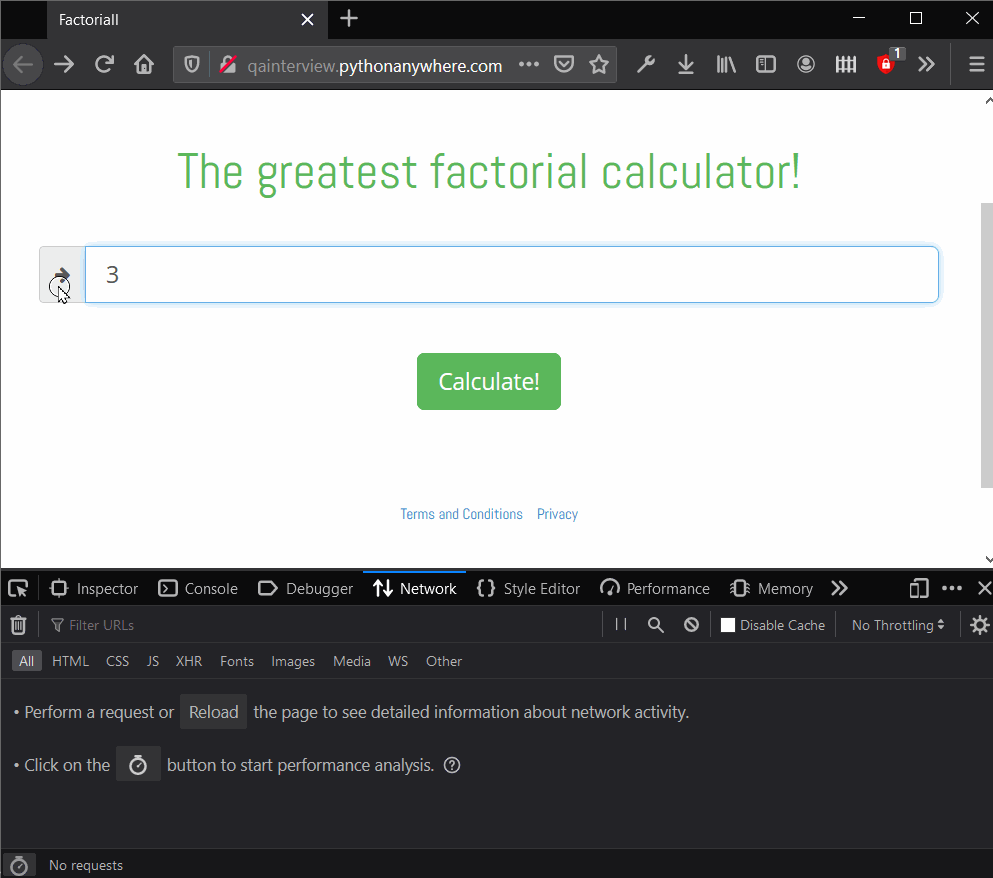 Factoriall
qainterview.pythonanywhere.com
1
The greatest factorial calculator!
3
Calculate!
Terms and Conditions Privacy
Inspector Console Debugger Network Style Editor Performance Memory
Filter URLs Disable Cache No Throttling
All HTML CSS JS XHR Fonts Images Media WS Other
• Perform a request or Reload the page to see detailed information about network activity.
• Click on the button to start performance analysis. ?
No requests